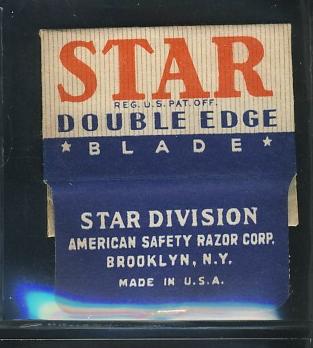 STAR
REG. U.S. PAT. OFF.
DOUBLE EDGE
★ BLADE ★
STAR DIVISION
AMERICAN SAFETY RAZOR CORP.
BROOKLYN, N.Y.
MADE IN U.S.A.